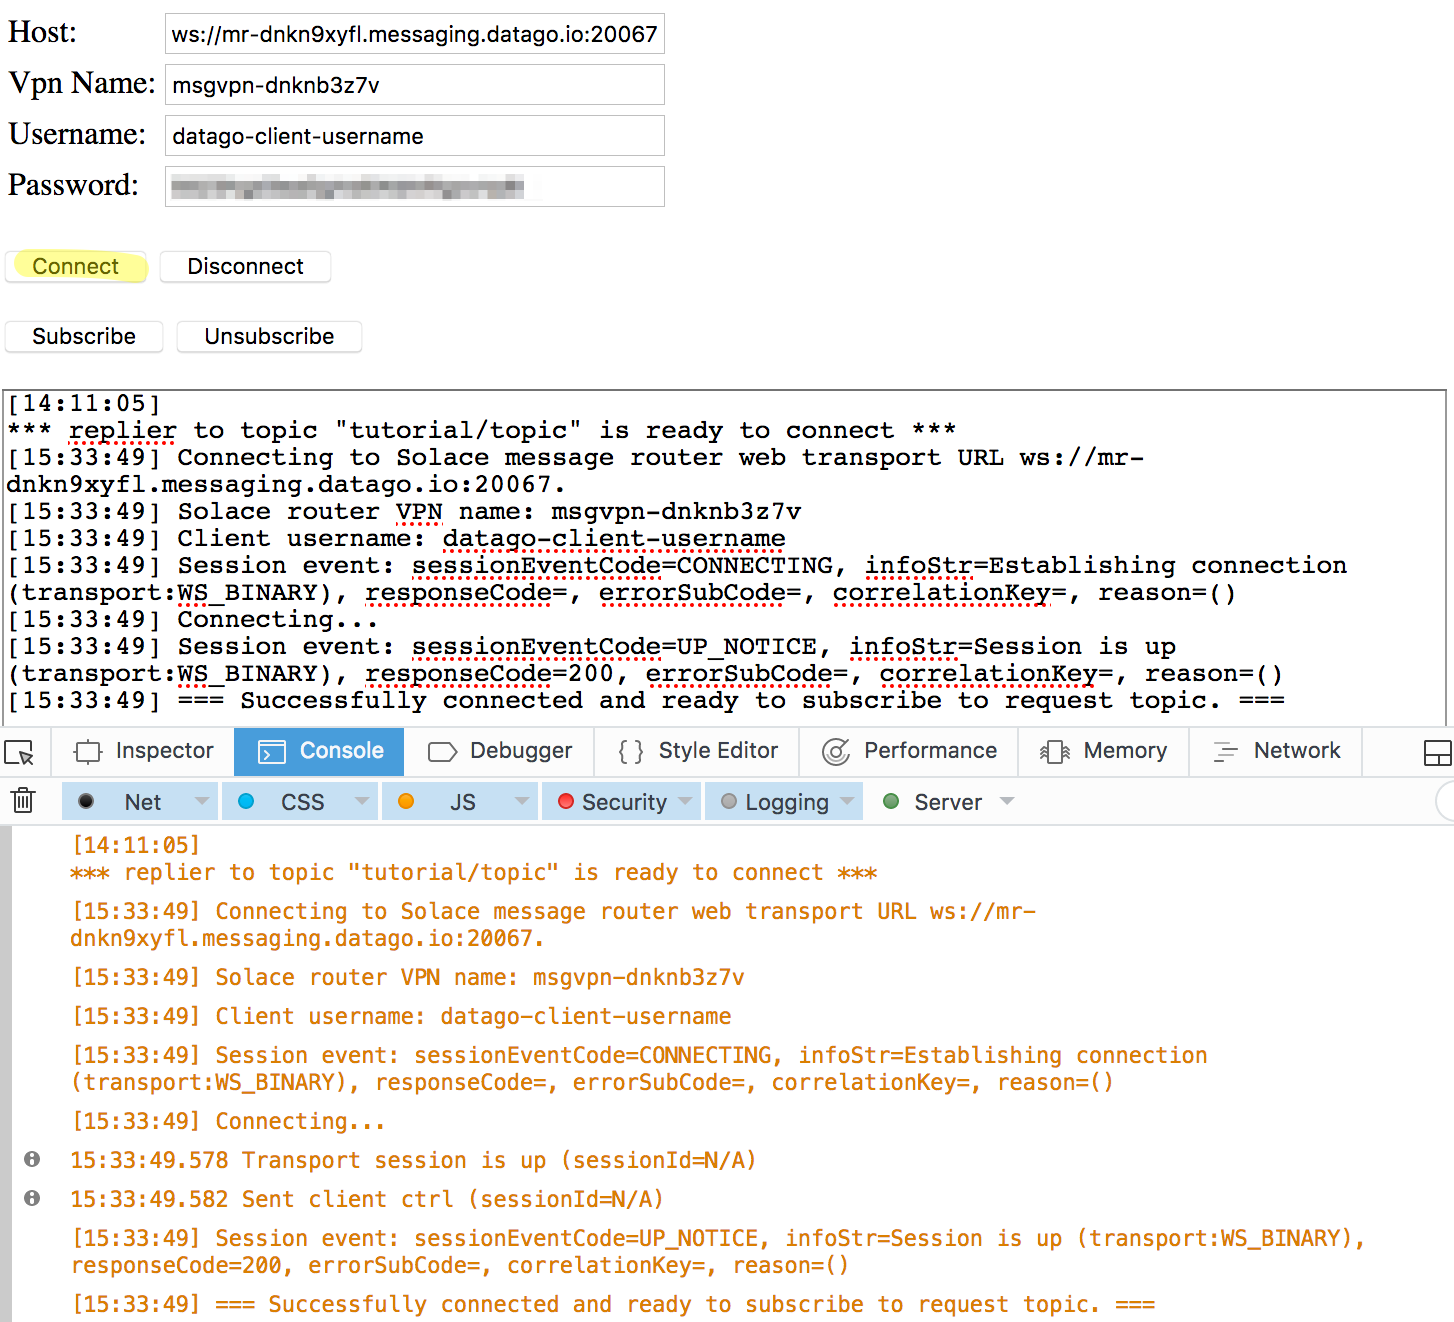 Host: ws://mr-dnkn9xyfl.messaging.datago.io:20067
Vpn Name: msgvpn-dnknb3z7v
Username: datago-client-username
Password:
Connect Disconnect
Subscribe Unsubscribe
[14:11:05]
*** replier to topic "tutorial/topic" is ready to connect ***
[15:33:49] Connecting to Solace message router web transport URL ws://mr-
dnkn9xyfl.messaging.datago.io:20067.
[15:33:49] Solace router VPN name: msgvpn-dnknb3z7v
[15:33:49] Client username: datago-client-username
[15:33:49] Session event: sessionEventCode=CONNECTING, infoStr=Establishing connection
(transport:WS_BINARY), responseCode=, errorSubCode=, correlationKey=, reason=()
[15:33:49] Connecting...
[15:33:49] Session event: sessionEventCode=UP_NOTICE, infoStr=Session is up
(transport:WS_BINARY), responseCode=200, errorSubCode=, correlationKey=, reason=()
[15:33:49] === Successfully connected and ready to subscribe to request topic. ===
Inspector Console Debugger { } Style Editor Performance Memory Network
Net CSS JS Security Logging Server
[14:11:05]
*** replier to topic "tutorial/topic" is ready to connect ***
[15:33:49] Connecting to Solace message router web transport URL ws://mr-
dnkn9xyfl.messaging.datago.io:20067.
[15:33:49] Solace router VPN name: msgvpn-dnknb3z7v
[15:33:49] Client username: datago-client-username
[15:33:49] Session event: sessionEventCode=CONNECTING, infoStr=Establishing connection
(transport:WS_BINARY), responseCode=, errorSubCode=, correlationKey=, reason=()
[15:33:49] Connecting...
15:33:49.578 Transport session is up (sessionId=N/A)
15:33:49.582 Sent client ctrl (sessionId=N/A)
[15:33:49] Session event: sessionEventCode=UP_NOTICE, infoStr=Session is up (transport:WS_BINARY),
responseCode=200, errorSubCode=, correlationKey=, reason=()
[15:33:49] === Successfully connected and ready to subscribe to request topic. ===